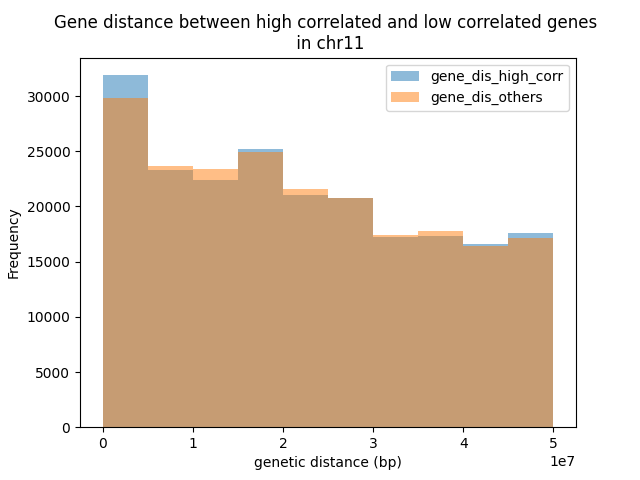 Gene distance between high correlated and low correlated genes
in chr11
gene_dis_high_corr
gene_dis_others
30000
25000
20000
15000
10000
5000
0
Frequency
0 1 2 3 4 5
1e7
genetic distance (bp)